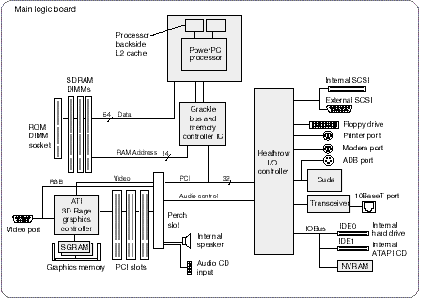 Main logic board
Processor
backside
L2 cache
PowerPC
processor
SDRAM
DIMMs
Internal SCSI
External SCSI
64
Data
Grackle
bus and
memory
controller IC
ROM
DIMM
socket
RAM Address
14
Floppy drive
Printer port
Modem port
ADB port
Heathrow
I/O
controller
Cuda
RGB
Video
PCI
32
Audio control
Transceiver
10BaseT port
ATI
3D Rage
graphics
controller
Video port
SGRAM
Graphics memory
PCI slots
Perch
slot
Internal
speaker
Audio CD
input
IOBus
IDE0
Internal
hard drive
IDE1
Internal
ATAPI CD
NVRAM